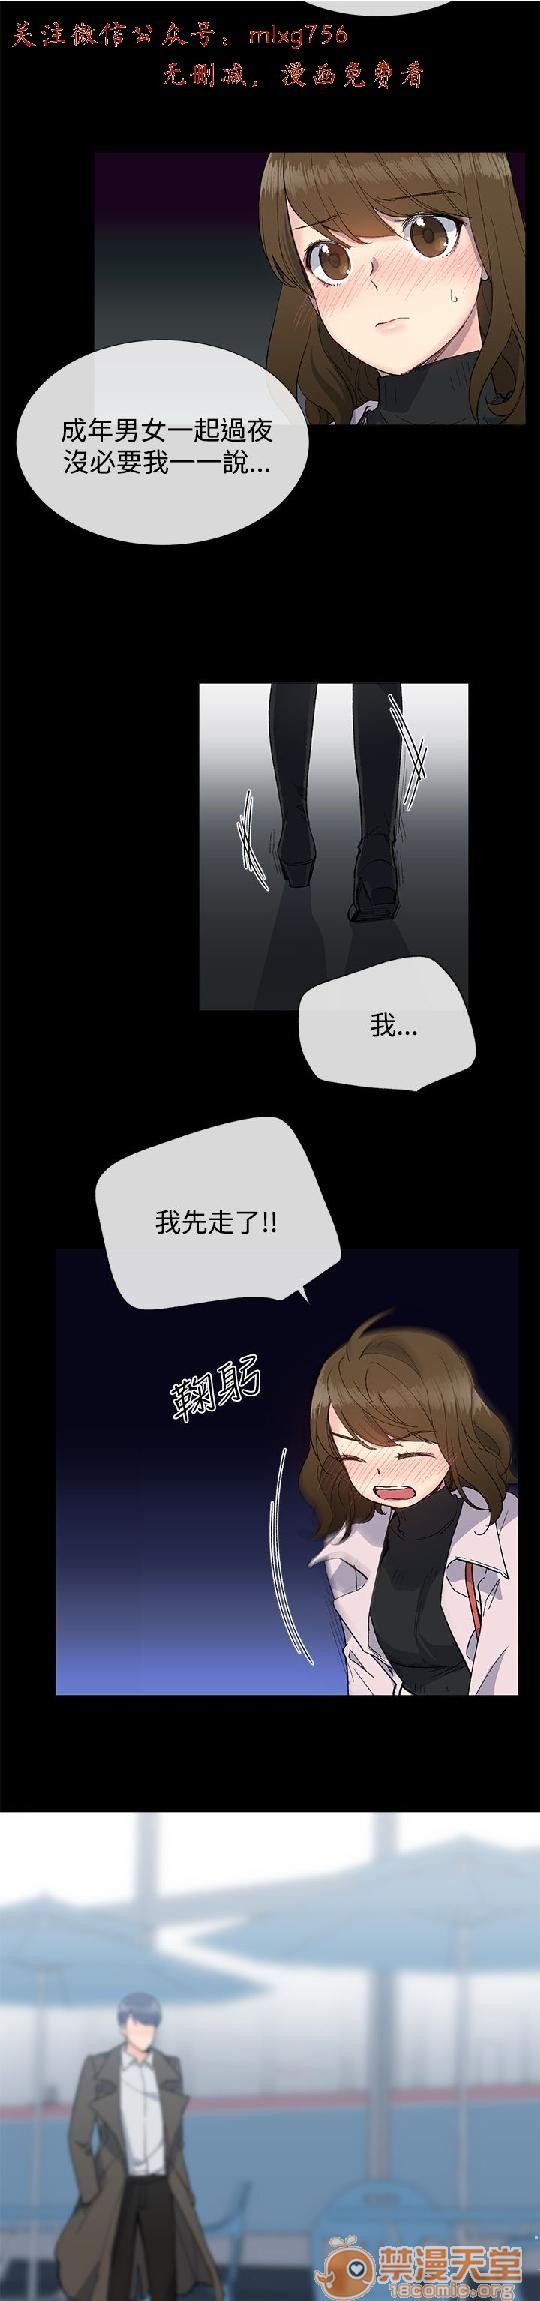 关注微信公众号：mlxg756
无删减，漫画免费看
成年男女一起過夜
沒必要我一一說...
我...
我先走了!!
鞠躬
禁漫天堂
18comic.org